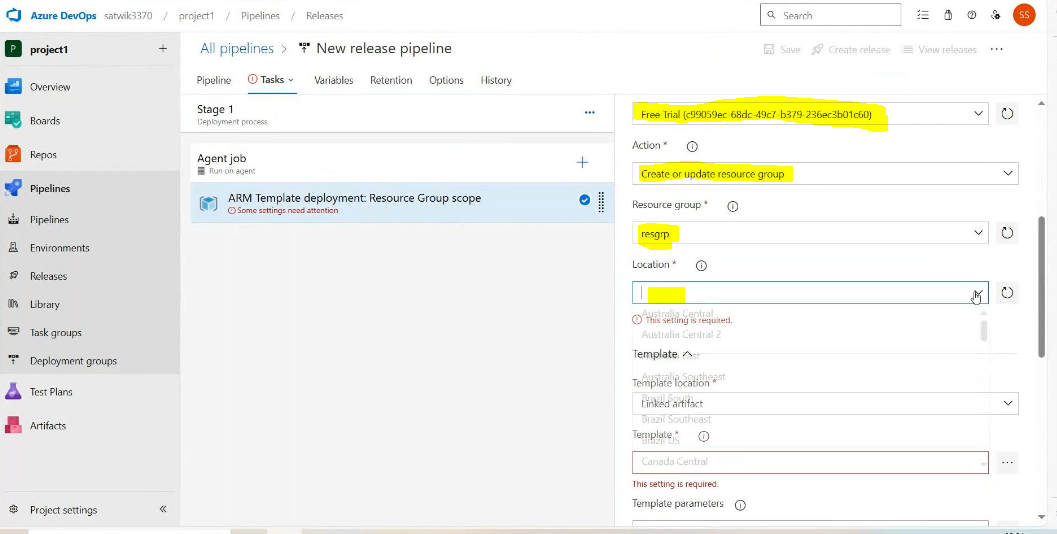 Azure DevOps satwik3370 / project1 / Pipelines / Releases
Search
SS
P project1
All pipelines > New release pipeline
Save Create release View releases
Overview
Boards
Repos
Pipelines
Pipelines
Environments
Releases
Library
Task groups
Deployment groups
Test Plans
Artifacts
Project settings
Pipeline Tasks Variables Retention Options History
Stage 1
Deployment process
Agent job
Run on agent
ARM Template deployment: Resource Group scope
Some settings need attention
Free Trial (c99059ec-68dc-49c7-b379-236ec3b01c60)
Action *
Create or update resource group
Resource group *
resgrp
Location *
Australia Central
This setting is required.
Australia Central 2
Template
Australia Southeast
Template location *
Brazil South
Linked artifact
Brazil Southeast
Template *
Brazil US
Canada Central
This setting is required.
Template parameters